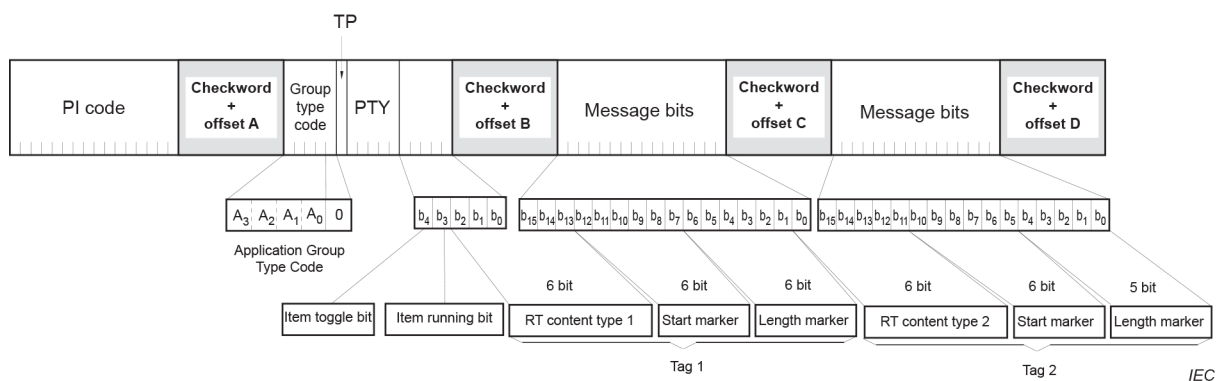 TP
PI code
Checkword
+
offset A
Group
type
code
PTY
Checkword
+
offset B
Message bits
Checkword
+
offset C
Message bits
Checkword
+
offset D
A3 A2 A1 A0 0
b4 b3 b2 b1 b0
b15 b14 b13 b12 b11 b10 b9 b8 b7 b6 b5 b4 b3 b2 b1 b0
b15 b14 b13 b12 b11 b10 b9 b8 b7 b6 b5 b4 b3 b2 b1 b0
Application Group
Type Code
6 bit
6 bit
6 bit
6 bit
6 bit
5 bit
Item toggle bit
Item running bit
RT content type 1
Start marker
Length marker
RT content type 2
Start marker
Length marker
Tag 1
Tag 2
IEC